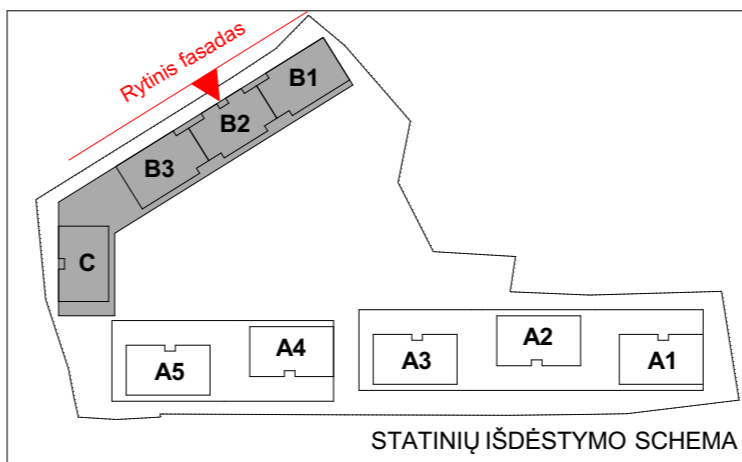 Rytinis fasadas
B1
B2
B3
C
A4
A5
A2
A3
A1
STATINIŲ IŠDĖSTYMO SCHEMA